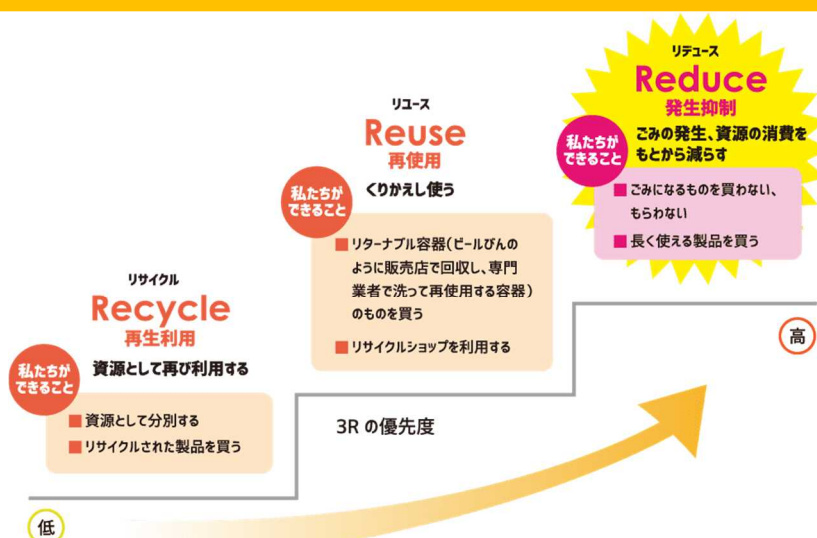 リデュース
Reduce
発生抑制
私たちが
できること
ごみの発生、資源の消費を
もとから減らす
■ごみになるものを買わない、
もらわない
■長く使える製品を買う
リユース
Reuse
再使用
私たちが
できること
くりかえし使う
■リターナブル容器(ビールびんの
ように販売店で回収し、専門
業者で洗って再使用する容器)
のものを買う
■リサイクルショップを利用する
リサイクル
Recycle
再生利用
私たちが
できること
資源として再び利用する
■資源として分別する
■リサイクルされた製品を買う
3Rの優先度
高
低